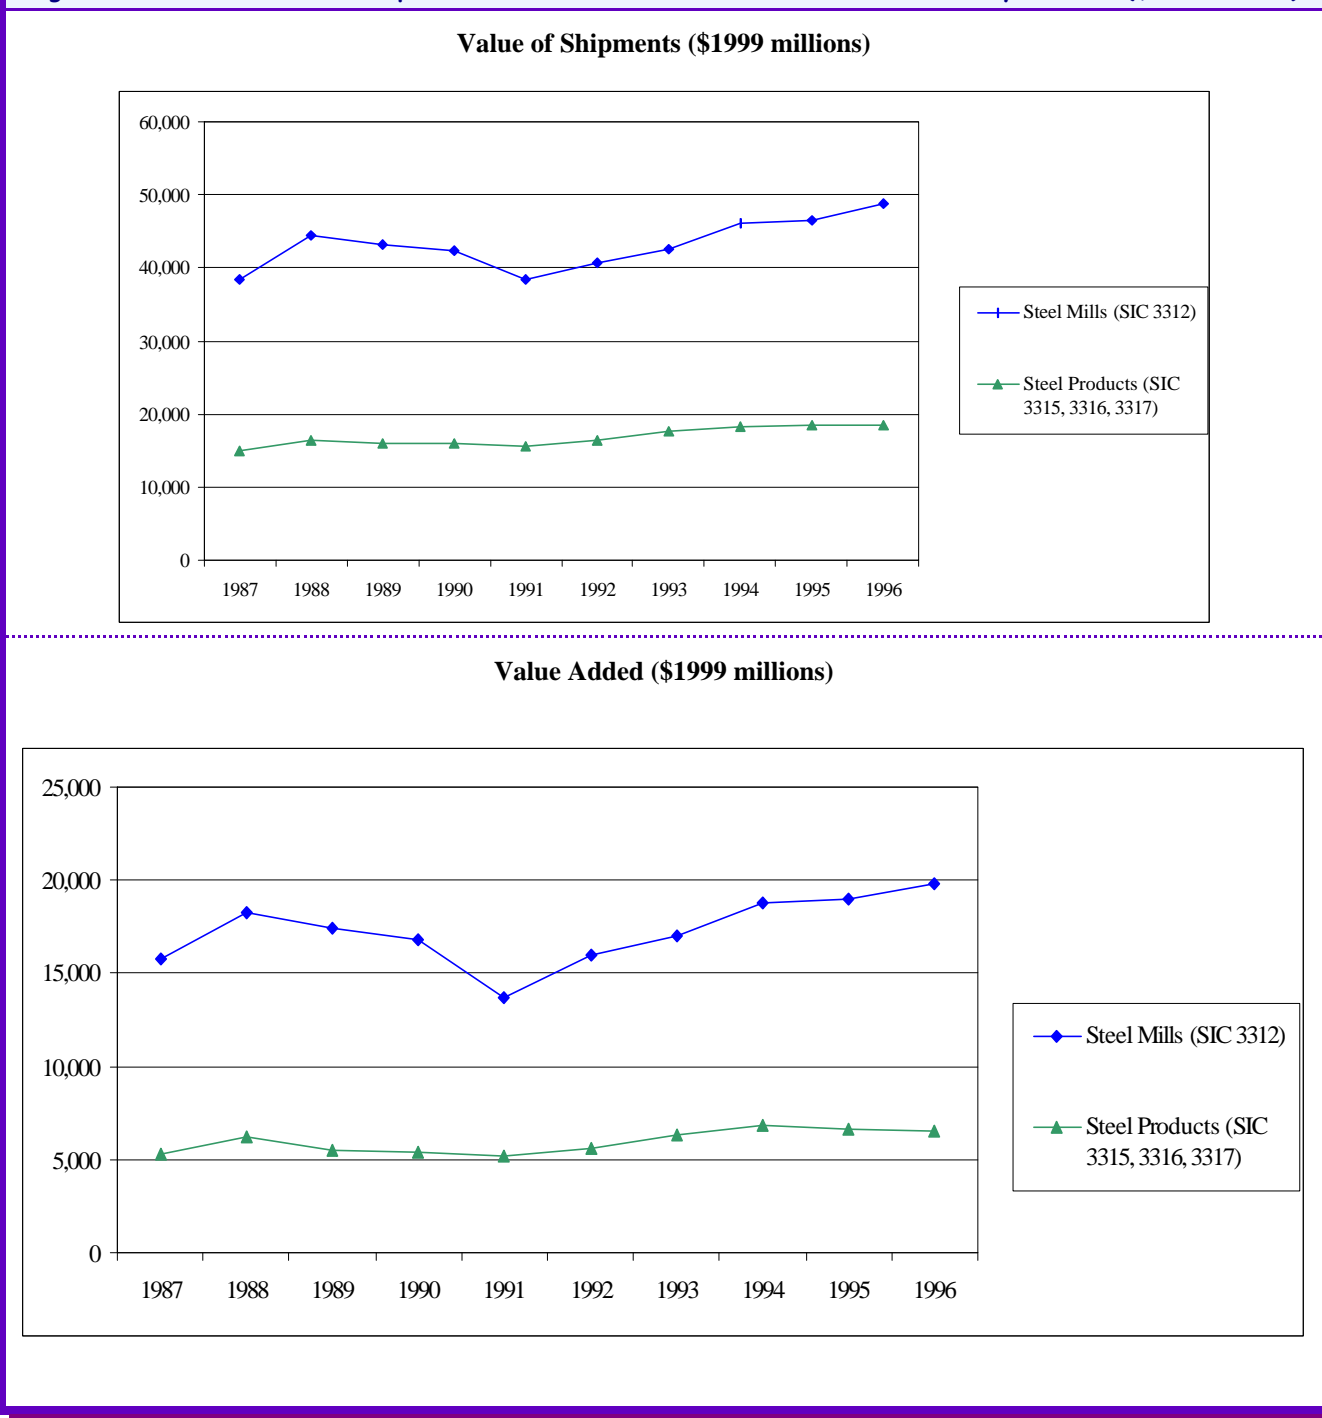 Value of Shipments ($1999 millions)
60,000
50,000
40,000
30,000
20,000
10,000
0
1987 1988 1989 1990 1991 1992 1993 1994 1995 1996
Steel Mills (SIC 3312)
Steel Products (SIC
3315, 3316, 3317)
Value Added ($1999 millions)
25,000
20,000
15,000
10,000
5,000
0
1987 1988 1989 1990 1991 1992 1993 1994 1995 1996
Steel Mills (SIC 3312)
Steel Products (SIC
3315, 3316, 3317)